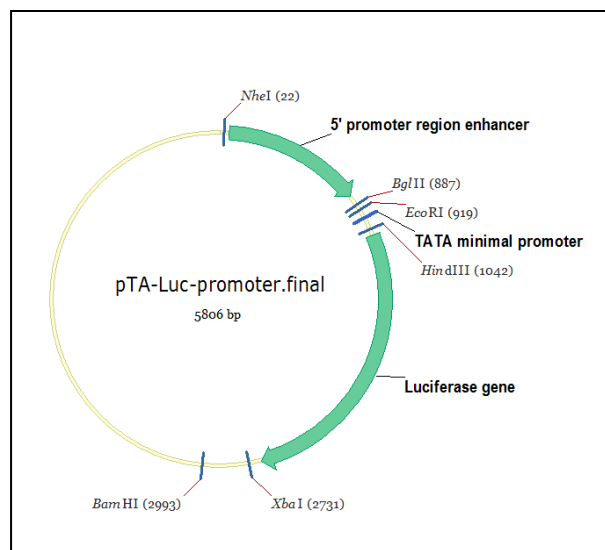 NheI (22)
5' promoter region enhancer
BglII (887)
EcoRI (919)
TATA minimal promoter
HindIII (1042)
pTA-Luc-promoter.final
5806 bp
Luciferase gene
BamHI (2993)
XbaI (2731)